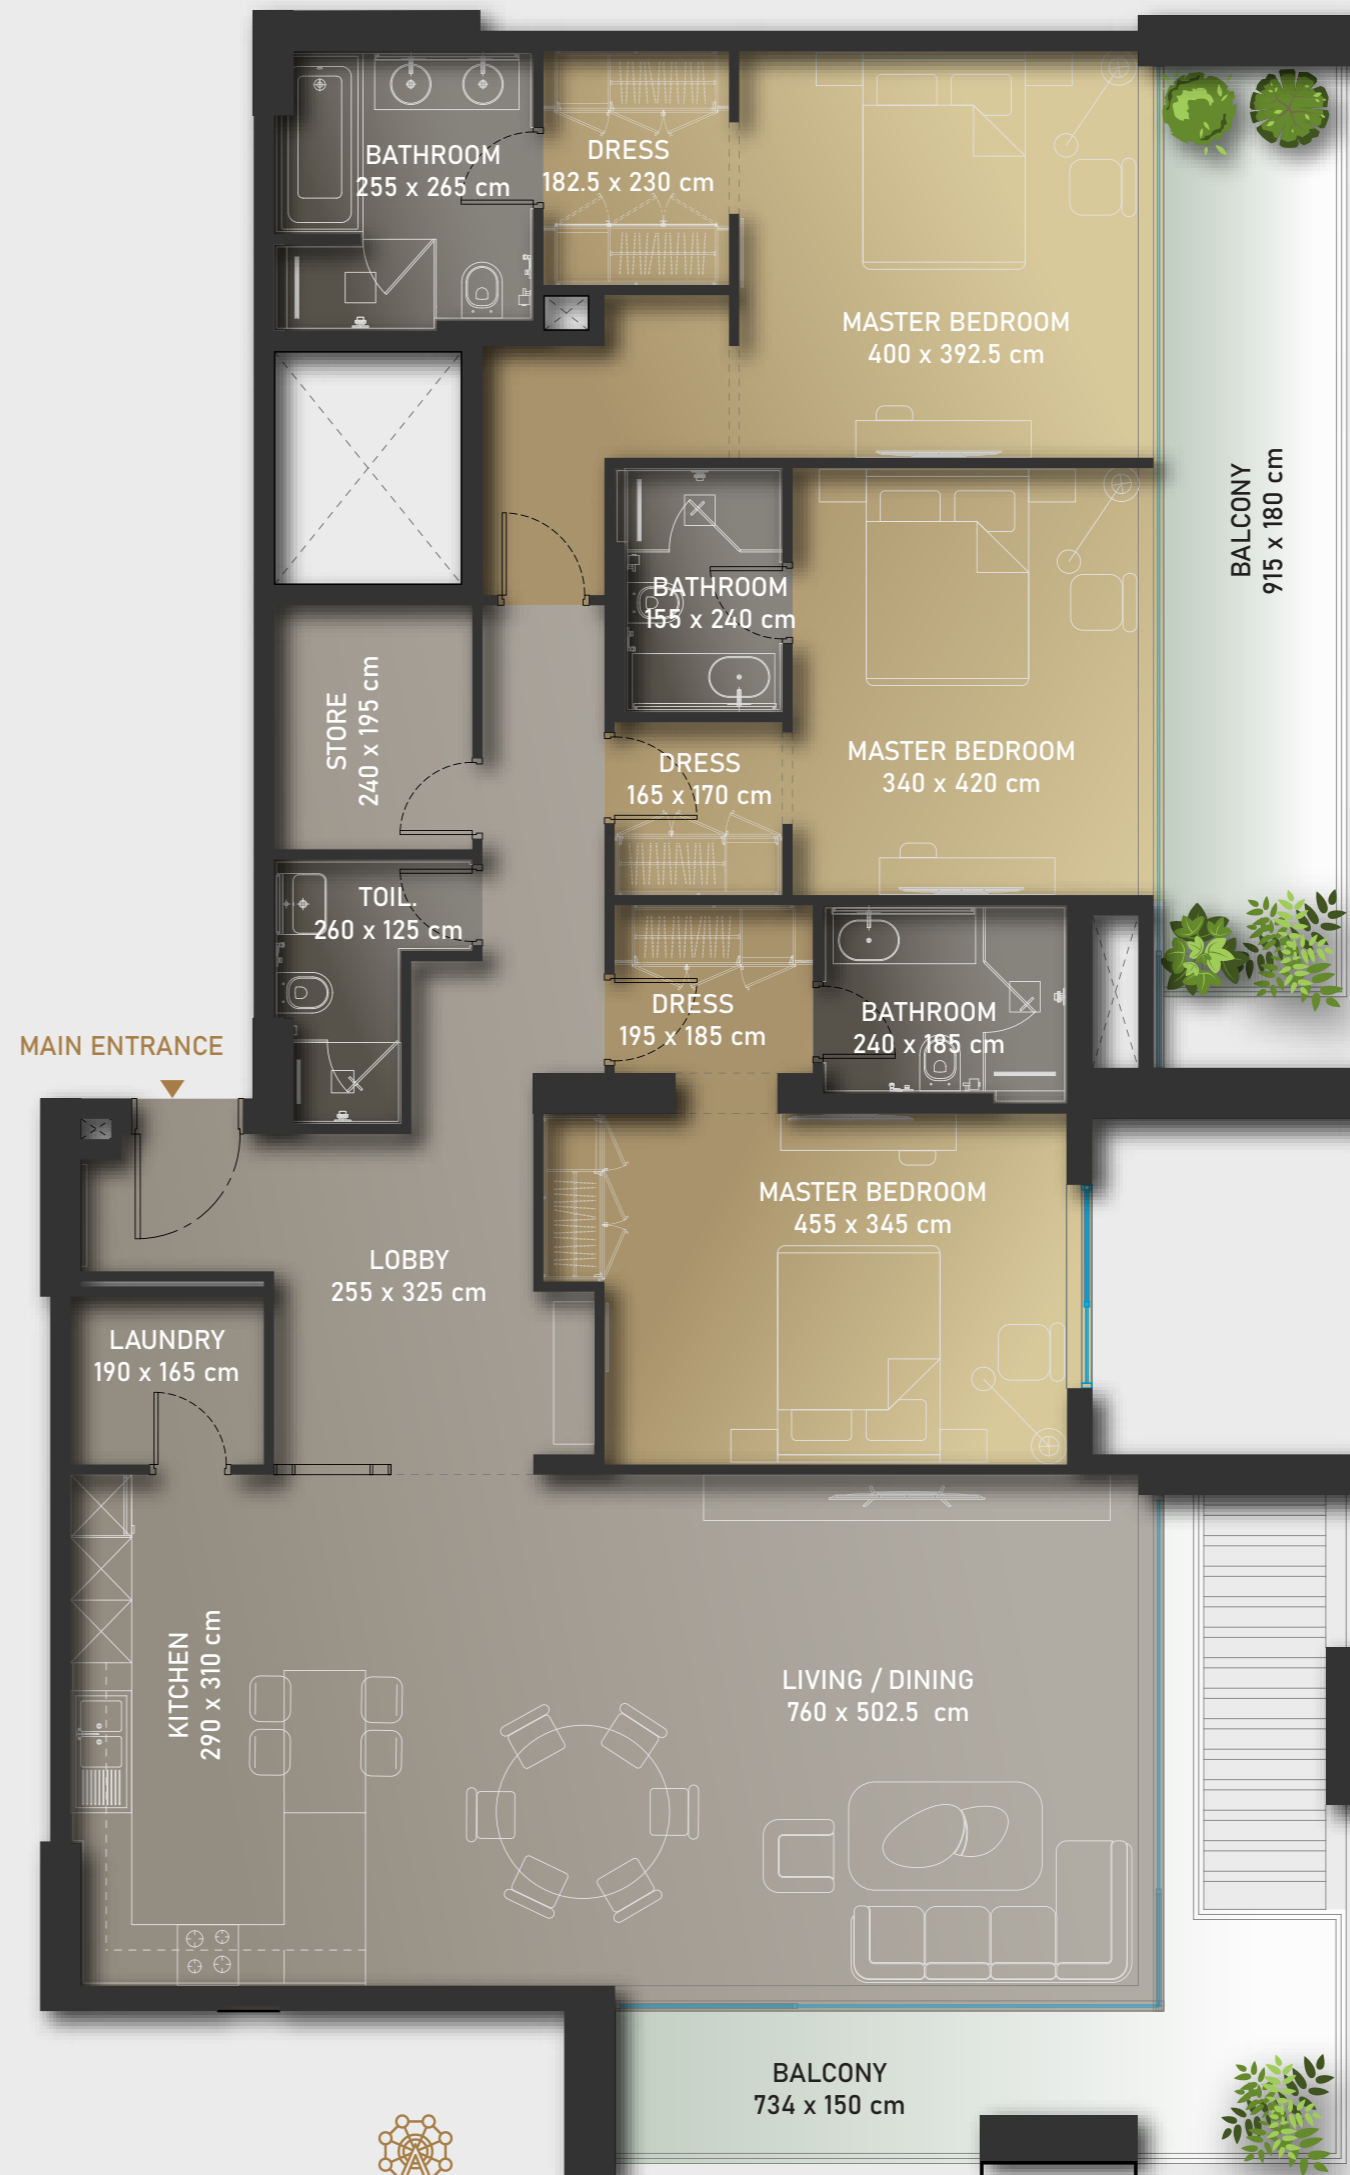 BATHROOM
255 x 265 cm
DRESS
182.5 x 230 cm
MASTER BEDROOM
400 x 392.5 cm
BALCONY
915 x 180 cm
BATHROOM
155 x 240 cm
STORE
240 x 195 cm
DRESS
165 x 170 cm
MASTER BEDROOM
340 x 420 cm
TOIL.
260 x 125 cm
DRESS
195 x 185 cm
BATHROOM
240 x 185 cm
MAIN ENTRANCE
MASTER BEDROOM
455 x 345 cm
LOBBY
255 x 325 cm
LAUNDRY
190 x 165 cm
KITCHEN
290 x 310 cm
LIVING / DINING
760 x 502.5 cm
BALCONY
734 x 150 cm